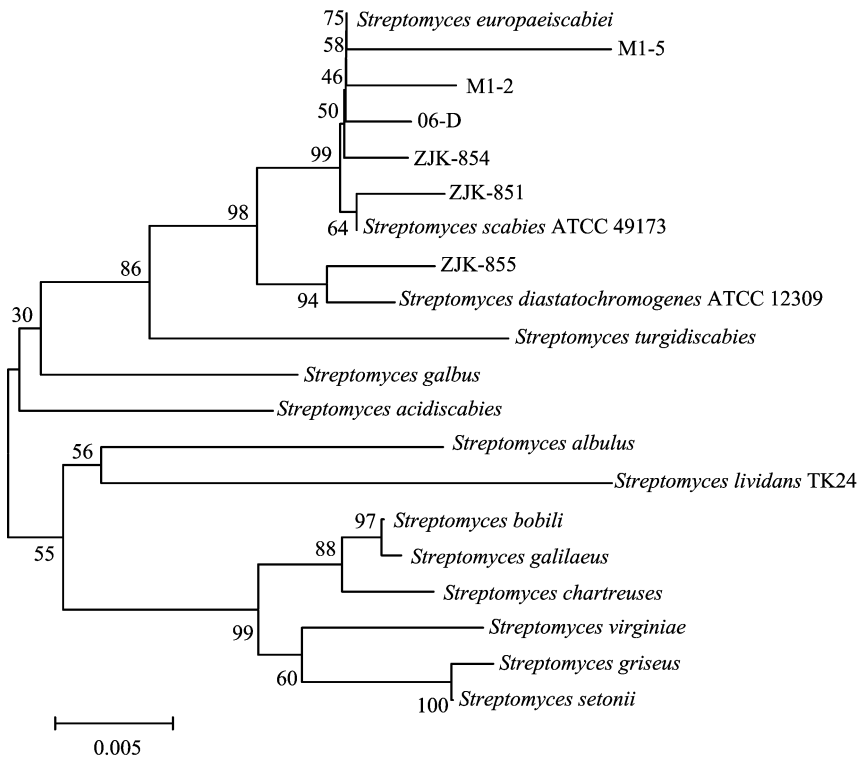 75 Streptomyces europaeiscabiei
58 M1-5
46 M1-2
50 06-D
ZJK-854
99
ZJK-851
98
64 Streptomyces scabies ATCC 49173
ZJK-855
86
94 Streptomyces diastatochromogenes ATCC 12309
30
Streptomyces turgidiscabies
Streptomyces galbus
Streptomyces acidiscabies
56 Streptomyces albulus
Streptomyces lividans TK24
97 Streptomyces bobili
55 88 Streptomyces galilaeus
Streptomyces chartreuses
99 Streptomyces virginiae
60 Streptomyces griseus
100 Streptomyces setonii
0.005